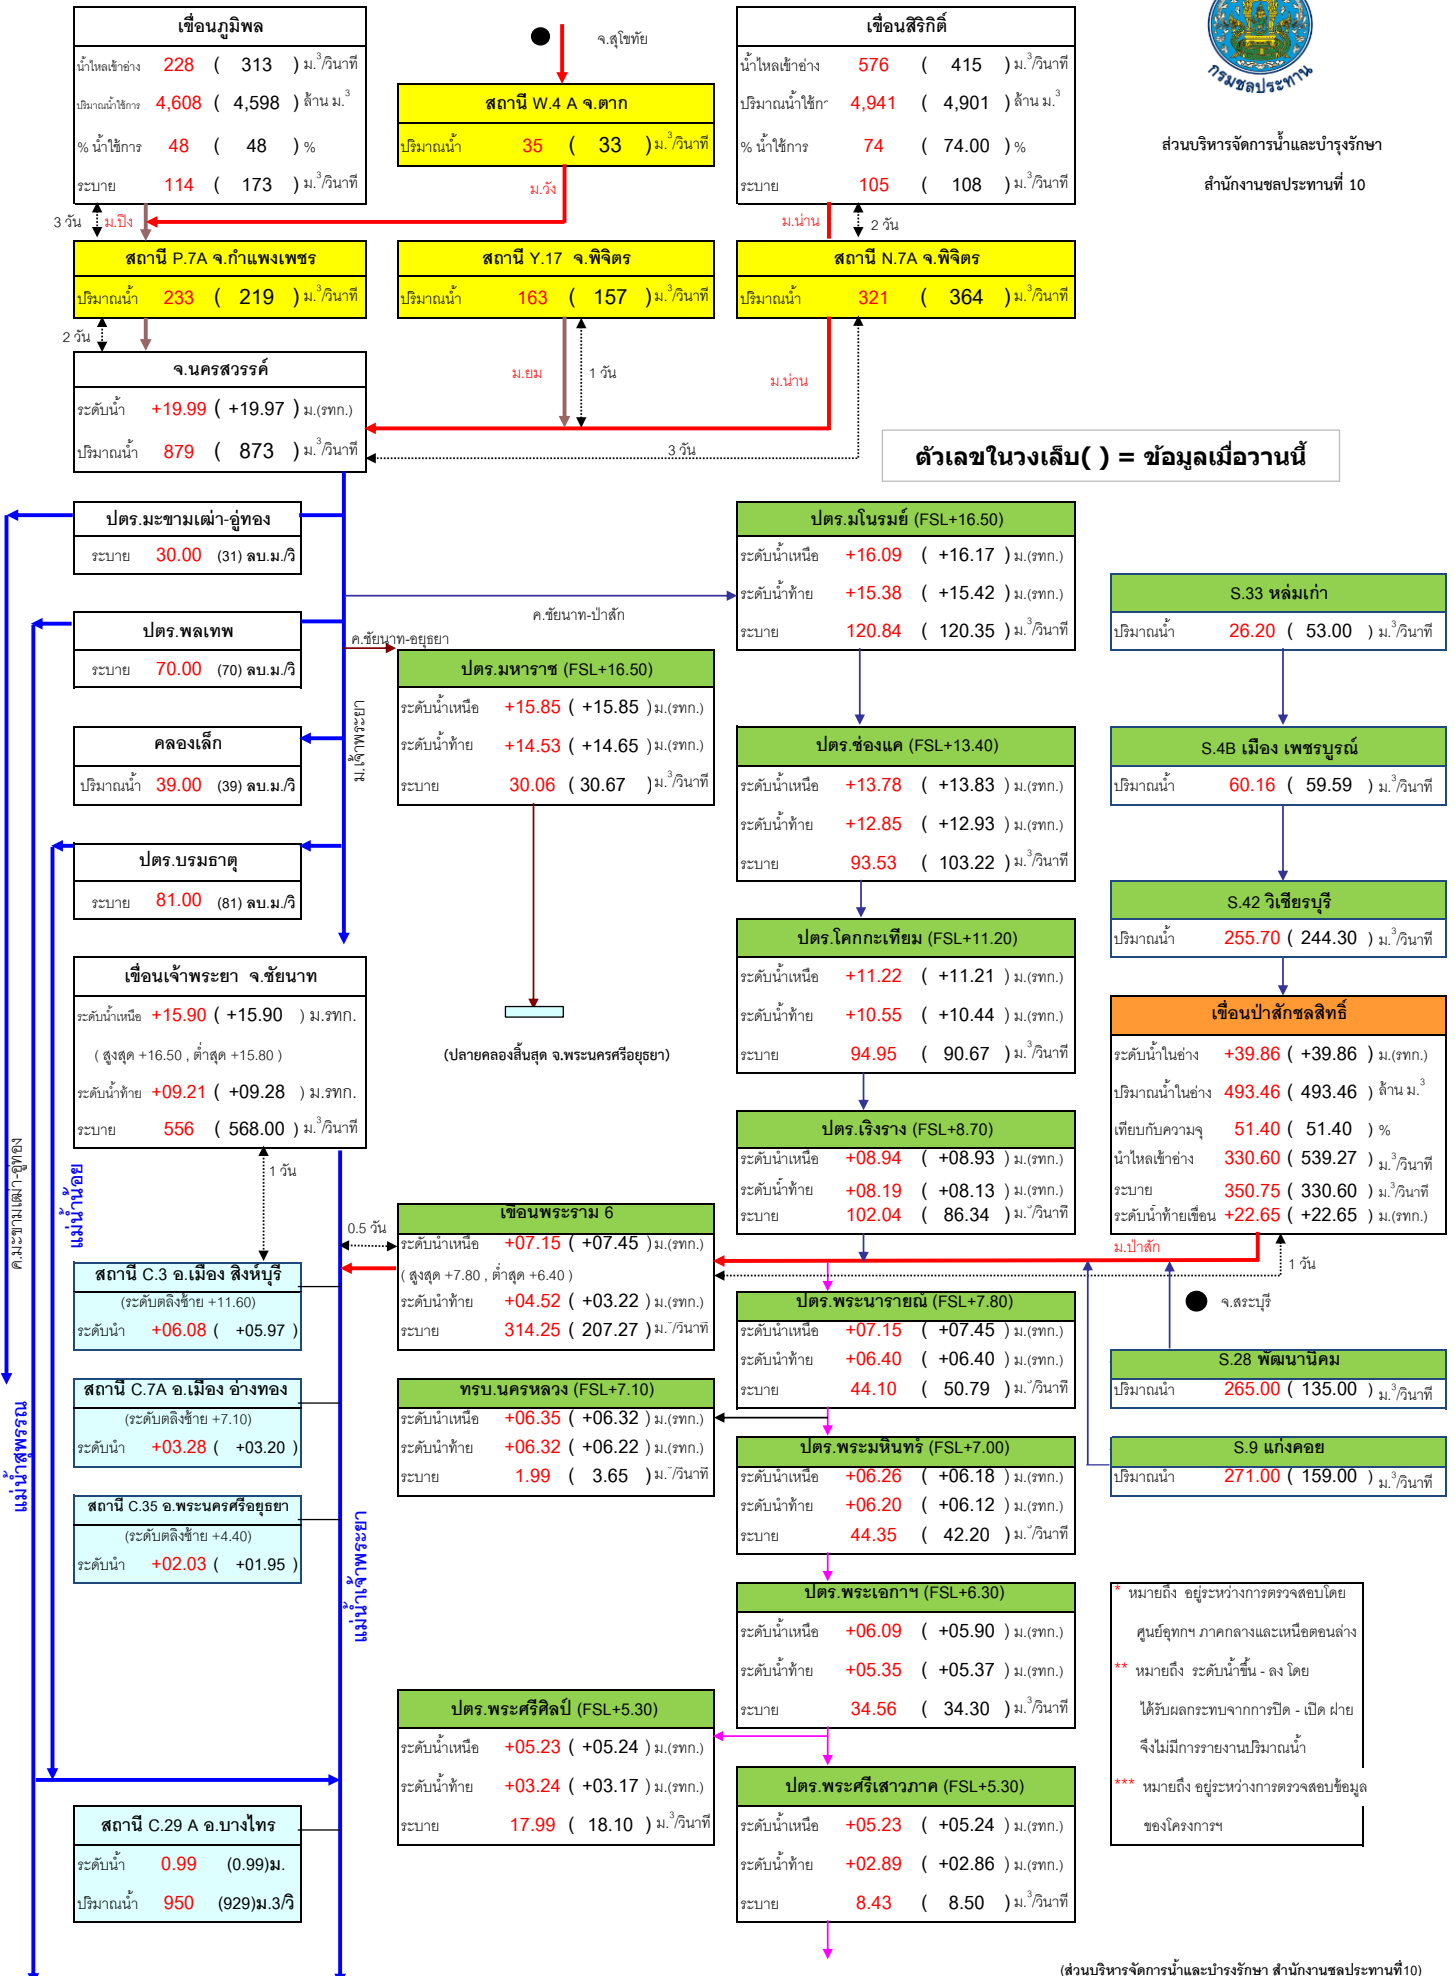 เขื่อนภูมิพล
น้ำไหลเข้าอ่าง 228 ( 313 ) ม.³/วินาที
ปริมาณน้ำใช้การ 4,608 ( 4,598 ) ล้าน ม.³
% น้ำใช้การ 48 ( 48 ) %
ระบาย 114 ( 173 ) ม.³/วินาที
จ.สุโขทัย
สถานี W.4 A จ.ตาก
ปริมาณน้ำ 35 ( 33 ) ม.³/วินาที
เขื่อนสิริกิติ์
น้ำไหลเข้าอ่าง 576 ( 415 ) ม.³/วินาที
ปริมาณน้ำใช้กา 4,941 ( 4,901 ) ล้าน ม.³
% น้ำใช้การ 74 ( 74.00 ) %
ระบาย 105 ( 108 ) ม.³/วินาที
กรมชลประทาน
ส่วนบริหารจัดการน้ำและบำรุงรักษา
สำนักงานชลประทานที่ 10
3 วัน
ม.ปิง
ม.วัง
ม.น่าน
2 วัน
สถานี P.7A จ.กำแพงเพชร
ปริมาณน้ำ 233 ( 219 ) ม.³/วินาที
สถานี Y.17 จ.พิจิตร
ปริมาณน้ำ 163 ( 157 ) ม.³/วินาที
สถานี N.7A จ.พิจิตร
ปริมาณน้ำ 321 ( 364 ) ม.³/วินาที
2 วัน
จ.นครสวรรค์
ระดับน้ำ +19.99 ( +19.97 ) ม.(รทก.)
ปริมาณน้ำ 879 ( 873 ) ม.³/วินาที
ม.ยม
1 วัน
ม.น่าน
3 วัน
ตัวเลขในวงเล็บ( ) = ข้อมูลเมื่อวานนี้
ปตร.มะขามเฒ่า-อู่ทอง
ระบาย 30.00 (31) ลบ.ม./วิ
ปตร.พลเทพ
ระบาย 70.00 (70) ลบ.ม./วิ
คลองเล็ก
ปริมาณน้ำ 39.00 (39) ลบ.ม./วิ
ปตร.บรมธาตุ
ระบาย 81.00 (81) ลบ.ม./วิ
ค.ชัยนาท-ป่าสัก
ค.ชัยนาท-อยุธยา
ม.เจ้าพระยา
ปตร.มหาราช (FSL+16.50)
ระดับน้ำเหนือ +15.85 ( +15.85 ) ม.(รทก.)
ระดับน้ำท้าย +14.53 ( +14.65 ) ม.(รทก.)
ระบาย 30.06 ( 30.67 ) ม.³/วินาที
(ปลายคลองสิ้นสุด จ.พระนครศรีอยุธยา)
ปตร.มโนรมย์ (FSL+16.50)
ระดับน้ำเหนือ +16.09 ( +16.17 ) ม.(รทก.)
ระดับน้ำท้าย +15.38 ( +15.42 ) ม.(รทก.)
ระบาย 120.84 ( 120.35 ) ม.³/วินาที
ปตร.ช่องแค (FSL+13.40)
ระดับน้ำเหนือ +13.78 ( +13.83 ) ม.(รทก.)
ระดับน้ำท้าย +12.85 ( +12.93 ) ม.(รทก.)
ระบาย 93.53 ( 103.22 ) ม.³/วินาที
ปตร.โคกกะเทียม (FSL+11.20)
ระดับน้ำเหนือ +11.22 ( +11.21 ) ม.(รทก.)
ระดับน้ำท้าย +10.55 ( +10.44 ) ม.(รทก.)
ระบาย 94.95 ( 90.67 ) ม.³/วินาที
ปตร.เริงราง (FSL+8.70)
ระดับน้ำเหนือ +08.94 ( +08.93 ) ม.(รทก.)
ระดับน้ำท้าย +08.19 ( +08.13 ) ม.(รทก.)
ระบาย 102.04 ( 86.34 ) ม.³/วินาที
S.33 หล่มเก่า
ปริมาณน้ำ 26.20 ( 53.00 ) ม.³/วินาที
S.4B เมือง เพชรบูรณ์
ปริมาณน้ำ 60.16 ( 59.59 ) ม.³/วินาที
S.42 วิเชียรบุรี
ปริมาณน้ำ 255.70 ( 244.30 ) ม.³/วินาที
เขื่อนป่าสักชลสิทธิ์
ระดับน้ำในอ่าง +39.86 ( +39.86 ) ม.(รทก.)
ปริมาณน้ำในอ่าง 493.46 ( 493.46 ) ล้าน ม.³
เทียบกับความจุ 51.40 ( 51.40 ) %
น้ำไหลเข้าอ่าง 330.60 ( 539.27 ) ม.³/วินาที
ระบาย 350.75 ( 330.60 ) ม.³/วินาที
ระดับน้ำท้ายเขื่อน +22.65 ( +22.65 ) ม.(รทก.)
เขื่อนเจ้าพระยา จ.ชัยนาท
ระดับน้ำเหนือ +15.90 ( +15.90 ) ม.รทก.
( สูงสุด +16.50 , ต่ำสุด +15.80 )
ระดับน้ำท้าย +09.21 ( +09.28 ) ม.รทก.
ระบาย 556 ( 568.00 ) ม.³/วินาที
ค.มะขามเฒ่า-อู่ทอง
แม่น้ำน้อย
1 วัน
0.5 วัน
เขื่อนพระราม 6
ระดับน้ำเหนือ +07.15 ( +07.45 ) ม.(รทก.)
( สูงสุด +7.80 , ต่ำสุด +6.40 )
ระดับน้ำท้าย +04.52 ( +03.22 ) ม.(รทก.)
ระบาย 314.25 ( 207.27 ) ม.³/วินาที
ม.ป่าสัก
1 วัน
จ.สระบุรี
สถานี C.3 อ.เมือง สิงห์บุรี
(ระดับตลิ่งซ้าย +11.60)
ระดับน้ำ +06.08 ( +05.97 )
สถานี C.7A อ.เมือง อ่างทอง
(ระดับตลิ่งซ้าย +7.10)
ระดับน้ำ +03.28 ( +03.20 )
สถานี C.35 อ.พระนครศรีอยุธยา
(ระดับตลิ่งซ้าย +4.40)
ระดับน้ำ +02.03 ( +01.95 )
แม่น้ำสุพรรณ
แม่น้ำเจ้าพระยา
ทรบ.นครหลวง (FSL+7.10)
ระดับน้ำเหนือ +06.35 ( +06.32 ) ม.(รทก.)
ระดับน้ำท้าย +06.32 ( +06.22 ) ม.(รทก.)
ระบาย 1.99 ( 3.65 ) ม.³/วินาที
ปตร.พระนารายณ์ (FSL+7.80)
ระดับน้ำเหนือ +07.15 ( +07.45 ) ม.(รทก.)
ระดับน้ำท้าย +06.40 ( +06.40 ) ม.(รทก.)
ระบาย 44.10 ( 50.79 ) ม.³/วินาที
ปตร.พระมหินทร์ (FSL+7.00)
ระดับน้ำเหนือ +06.26 ( +06.18 ) ม.(รทก.)
ระดับน้ำท้าย +06.20 ( +06.12 ) ม.(รทก.)
ระบาย 44.35 ( 42.20 ) ม.³/วินาที
S.28 พัฒนานิคม
ปริมาณน้ำ 265.00 ( 135.00 ) ม.³/วินาที
S.9 แก่งคอย
ปริมาณน้ำ 271.00 ( 159.00 ) ม.³/วินาที
ปตร.พระเอกาฯ (FSL+6.30)
ระดับน้ำเหนือ +06.09 ( +05.90 ) ม.(รทก.)
ระดับน้ำท้าย +05.35 ( +05.37 ) ม.(รทก.)
ระบาย 34.56 ( 34.30 ) ม.³/วินาที
* หมายถึง อยู่ระหว่างการตรวจสอบโดย
ศูนย์อุทกฯ ภาคกลางและเหนือตอนล่าง
** หมายถึง ระดับน้ำขึ้น - ลง โดย
ได้รับผลกระทบจากการปิด - เปิด ฝาย
จึงไม่มีการรายงานปริมาณน้ำ
*** หมายถึง อยู่ระหว่างการตรวจสอบข้อมูล
ของโครงการฯ
ปตร.พระศรีศิลป์ (FSL+5.30)
ระดับน้ำเหนือ +05.23 ( +05.24 ) ม.(รทก.)
ระดับน้ำท้าย +03.24 ( +03.17 ) ม.(รทก.)
ระบาย 17.99 ( 18.10 ) ม.³/วินาที
ปตร.พระศรีเสาวภาค (FSL+5.30)
ระดับน้ำเหนือ +05.23 ( +05.24 ) ม.(รทก.)
ระดับน้ำท้าย +02.89 ( +02.86 ) ม.(รทก.)
ระบาย 8.43 ( 8.50 ) ม.³/วินาที
สถานี C.29 A อ.บางไทร
ระดับน้ำ 0.99 (0.99)ม.
ปริมาณน้ำ 950 (929)ม.3/วิ
(ส่วนบริหารจัดการน้ำและบำรุงรักษา สำนักงานชลประทานที่10)